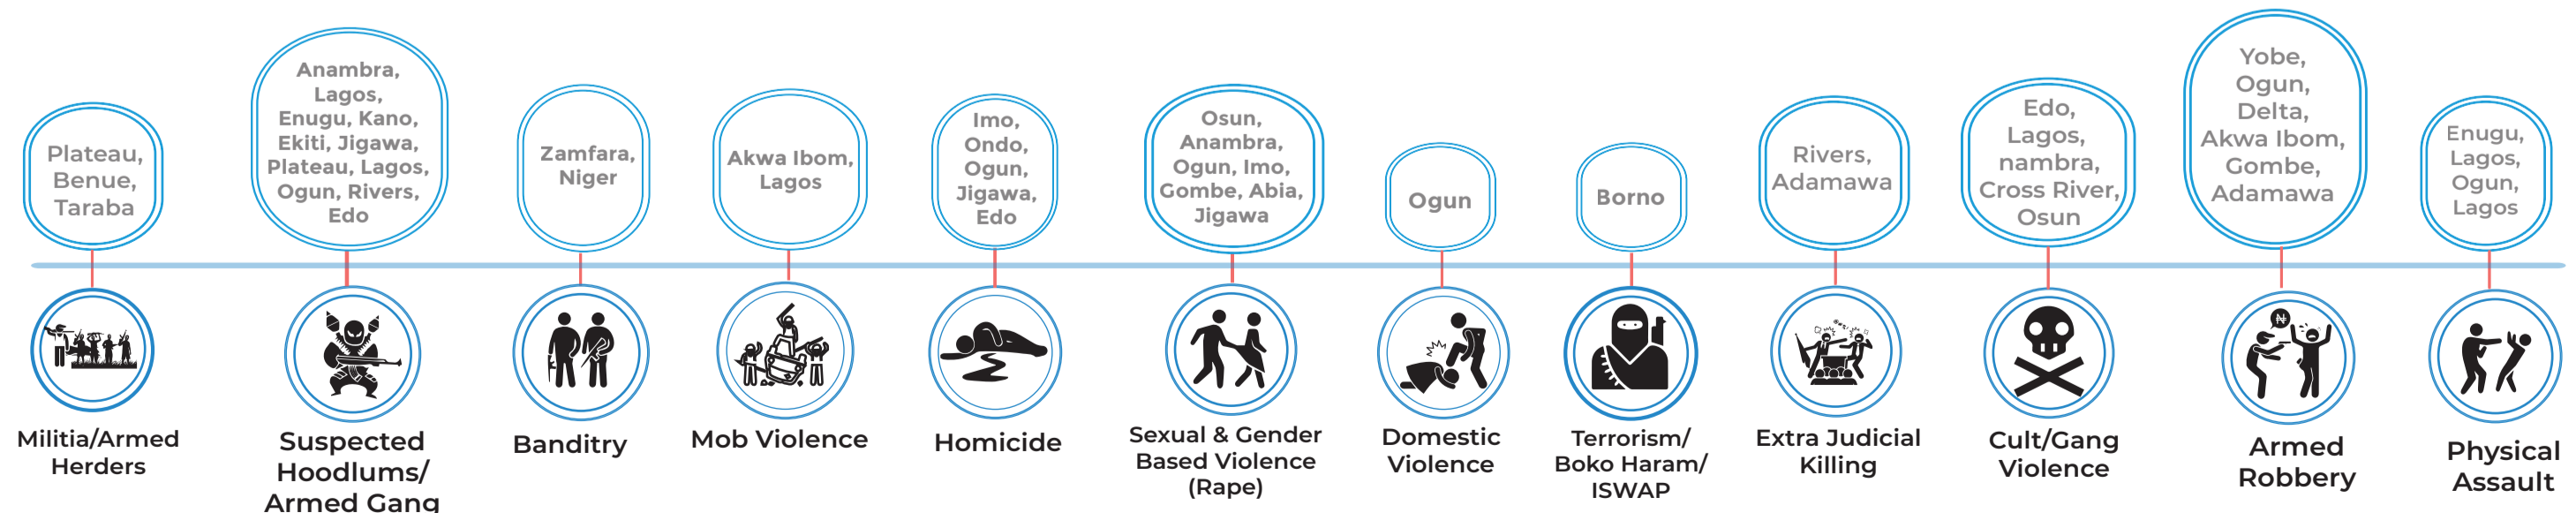 Plateau,
Benue,
Taraba
Anambra,
Lagos,
Enugu, Kano,
Ekiti, Jigawa,
Plateau, Lagos,
Ogun, Rivers,
Edo
Zamfara,
Niger
Akwa Ibom,
Lagos
Imo,
Ondo,
Ogun,
Jigawa,
Edo
Osun,
Anambra,
Ogun, Imo,
Gombe, Abia,
Jigawa
Ogun
Borno
Rivers,
Adamawa
Edo,
Lagos,
nambra,
Cross River,
Osun
Yobe,
Ogun,
Delta,
Akwa Ibom,
Gombe,
Adamawa
Enugu,
Lagos,
Ogun,
Lagos
₦
Militia/Armed
Herders
Suspected
Hoodlums/
Armed Gang
Banditry
Mob Violence
Homicide
Sexual & Gender
Based Violence
(Rape)
Domestic
Violence
Terrorism/
Boko Haram/
ISWAP
Extra Judicial
Killing
Cult/Gang
Violence
Armed
Robbery
Physical
Assault